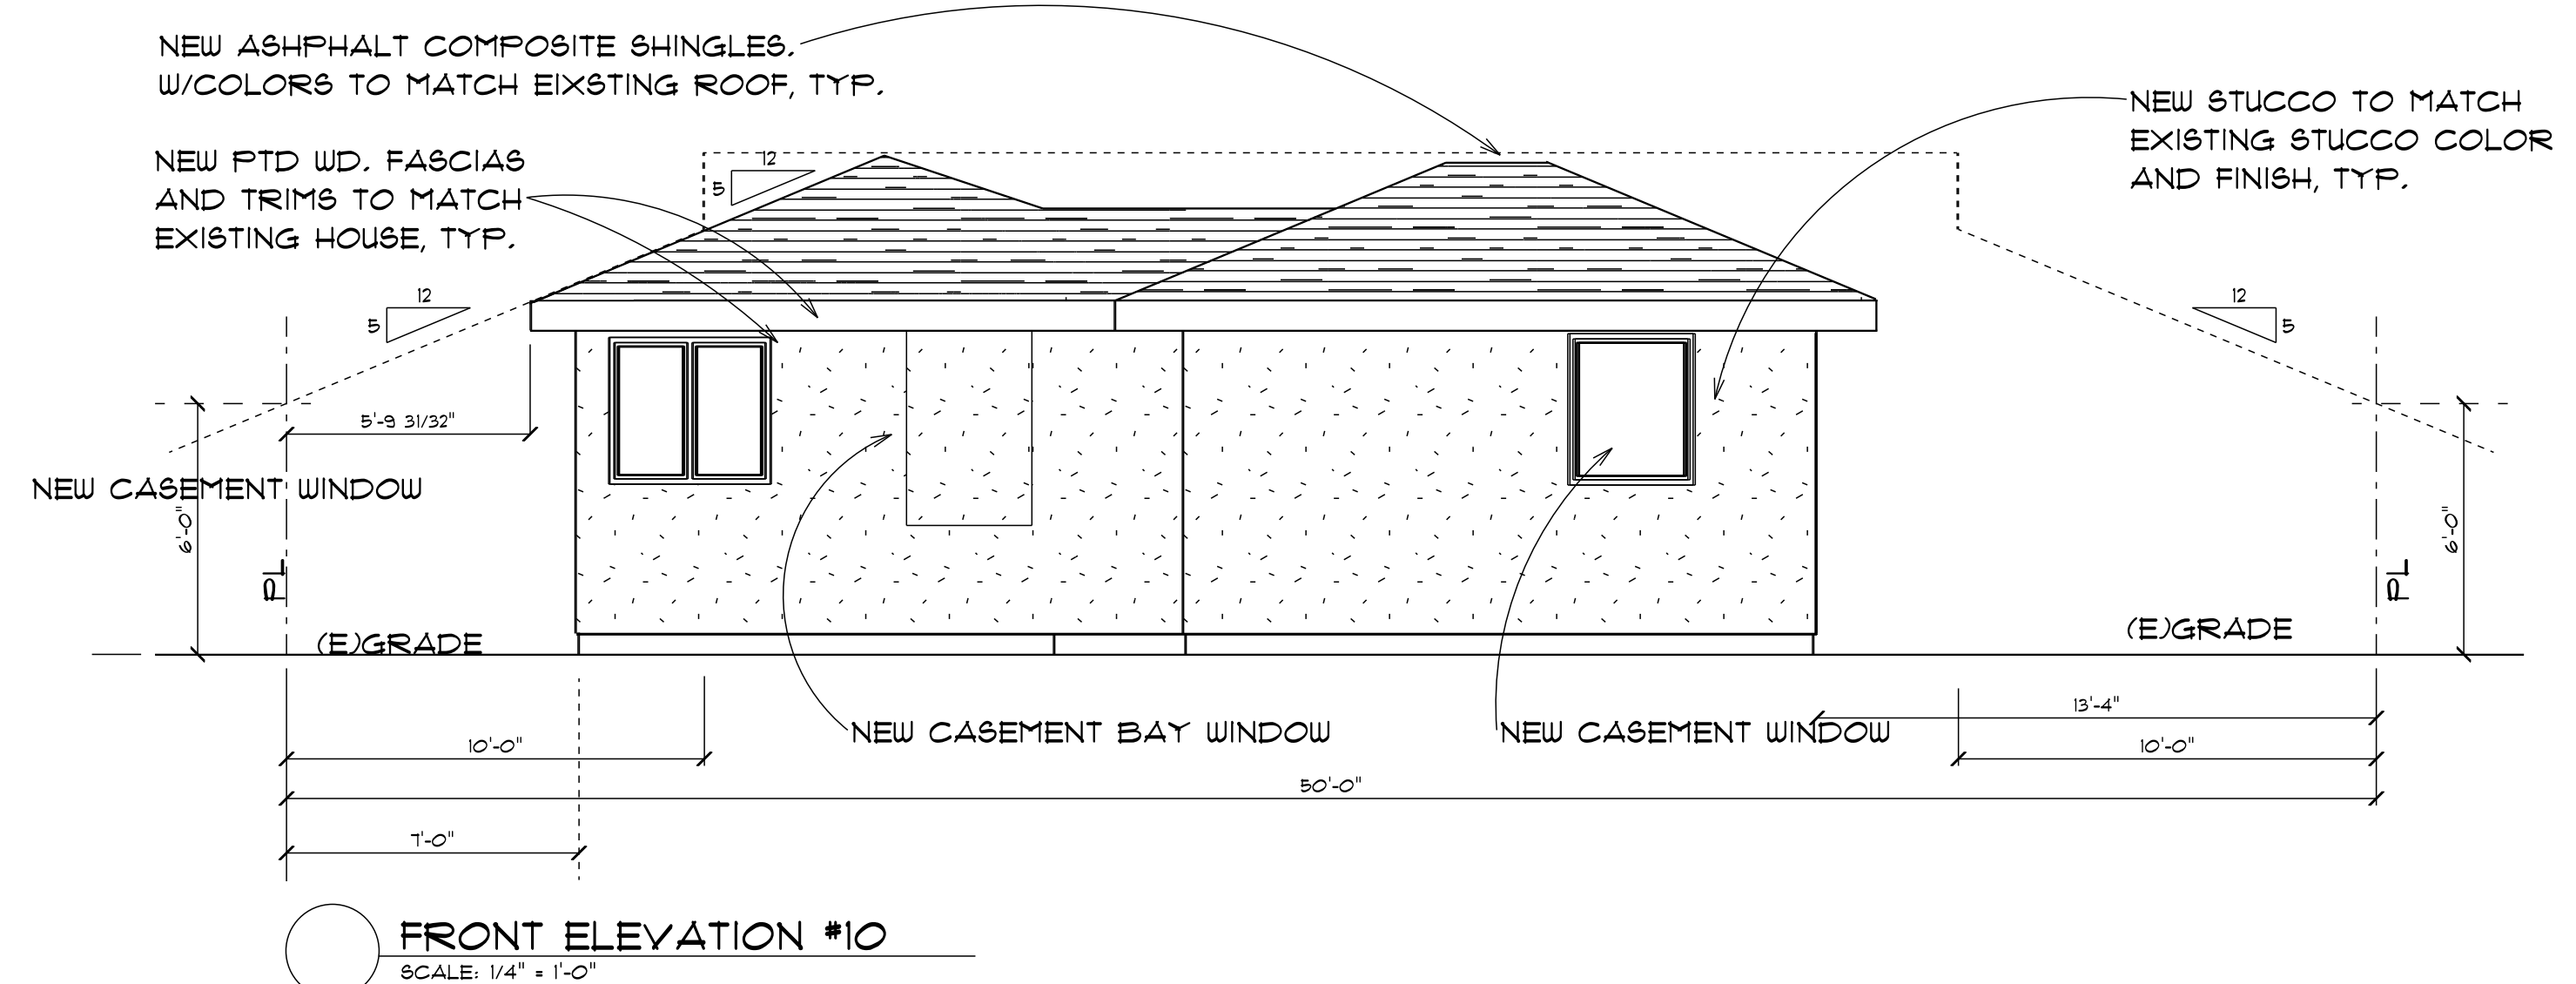 NEW ASHPHALT COMPOSITE SHINGLES.
W/COLORS TO MATCH EIXSTING ROOF, TYP.
NEW STUCCO TO MATCH
EXISTING STUCCO COLOR
AND FINISH, TYP.
NEW PTD WD. FASCIAS
AND TRIMS TO MATCH
EXISTING HOUSE, TYP.
12
5
12
5
12
5
5'-9 31/32"
NEW CASEMENT WINDOW
6'-0"
6'-0"
PL
PL
(E)GRADE
(E)GRADE
13'-4"
NEW CASEMENT BAY WINDOW
NEW CASEMENT WINDOW
10'-0"
10'-0"
50'-0"
7'-0"
FRONT ELEVATION #10
SCALE: 1/4" = 1'-0"